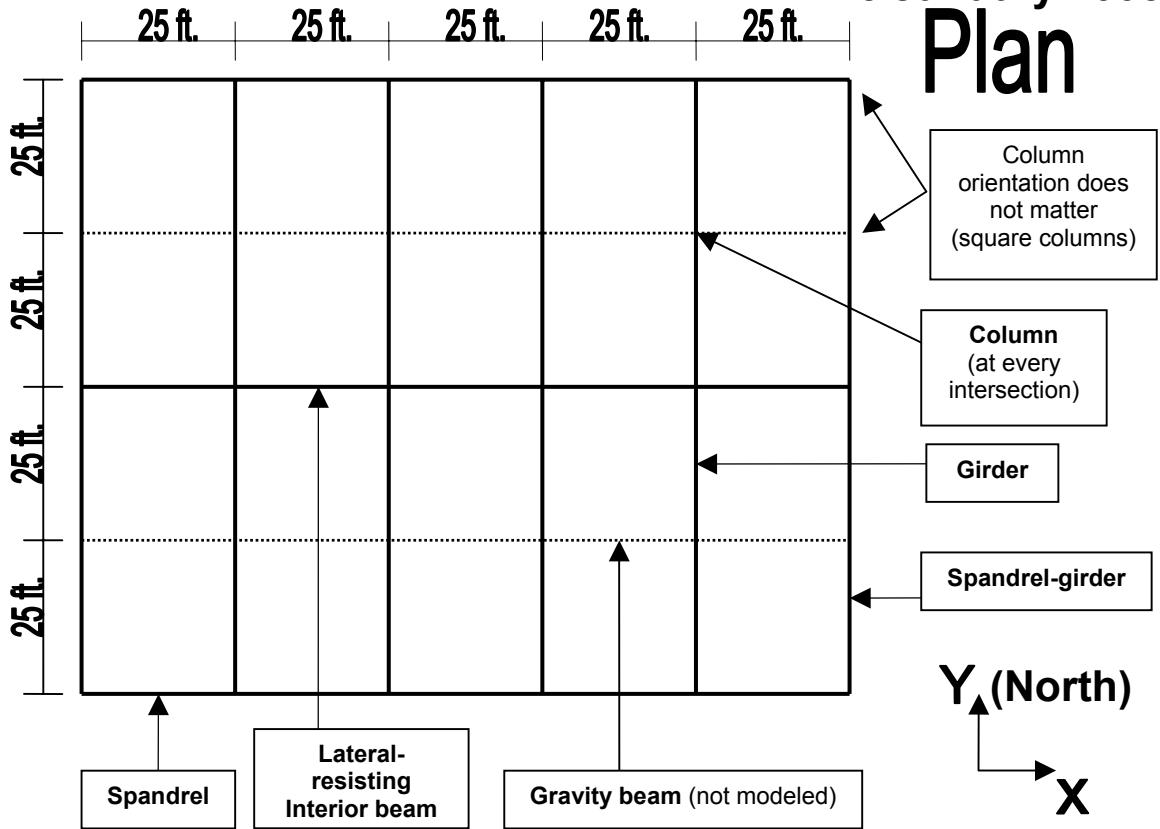 Plan
25 ft. 25 ft. 25 ft. 25 ft. 25 ft.
25 ft.
25 ft.
25 ft.
25 ft.
Column
orientation does
not matter
(square columns)
Column
(at every
intersection)
Girder
Spandrel-girder
Y (North)
X
Spandrel
Lateral-
resisting
Interior beam
Gravity beam (not modeled)